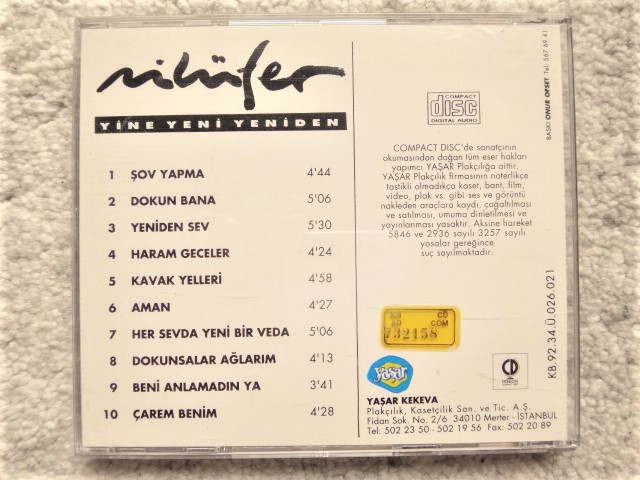 nilüfer
YİNE YENİ YENİDEN
1 ŞOV YAPMA 4'44
2 DOKUN BANA 5'06
3 YENİDEN SEV 5'30
4 HARAM GECELER 4'24
5 KAVAK YELLERİ 4'58
6 AMAN 4'27
7 HER SEVDA YENİ BİR VEDA 5'06
8 DOKUNSALAR AĞLARIM 4'13
9 BENİ ANLAMADIN YA 3'41
10 ÇAREM BENİM 4'28
COMPACT
disc
DIGITAL AUDIO
COMPACT DISC'de sanatçının
okumasından doğan tüm eser hakları
yapımcı YAŞAR Plakçılığa aittir.
YAŞAR Plakçılık firmasının noterlikçe
tastikli olmadıkça kaset, bant, film,
video, plak vs. gibi ses ve görüntü
nakleden araçlara kaydı, çoğaltılması
ve satılması, umuma dinletilmesi ve
yayınlanması yasaktır. Aksine hareket
5846 ve 2936 sayılı 3257 sayılı
yasalar gereğince
suç sayılmaktadır.
CD
COM
732158
yaşar
CD
YAŞAR KEKEVA
Plakçılık, Kasetçilik San. ve Tic. A.Ş.
Fidan Sok. No. 2/6 34010 Merter - İSTANBUL
Tel: 502 23 50 - 502 19 56 Fax: 502 20 89
BASKI ONUR OFSET Tel: 567 69 41
KB.92.34.Ü.026.021